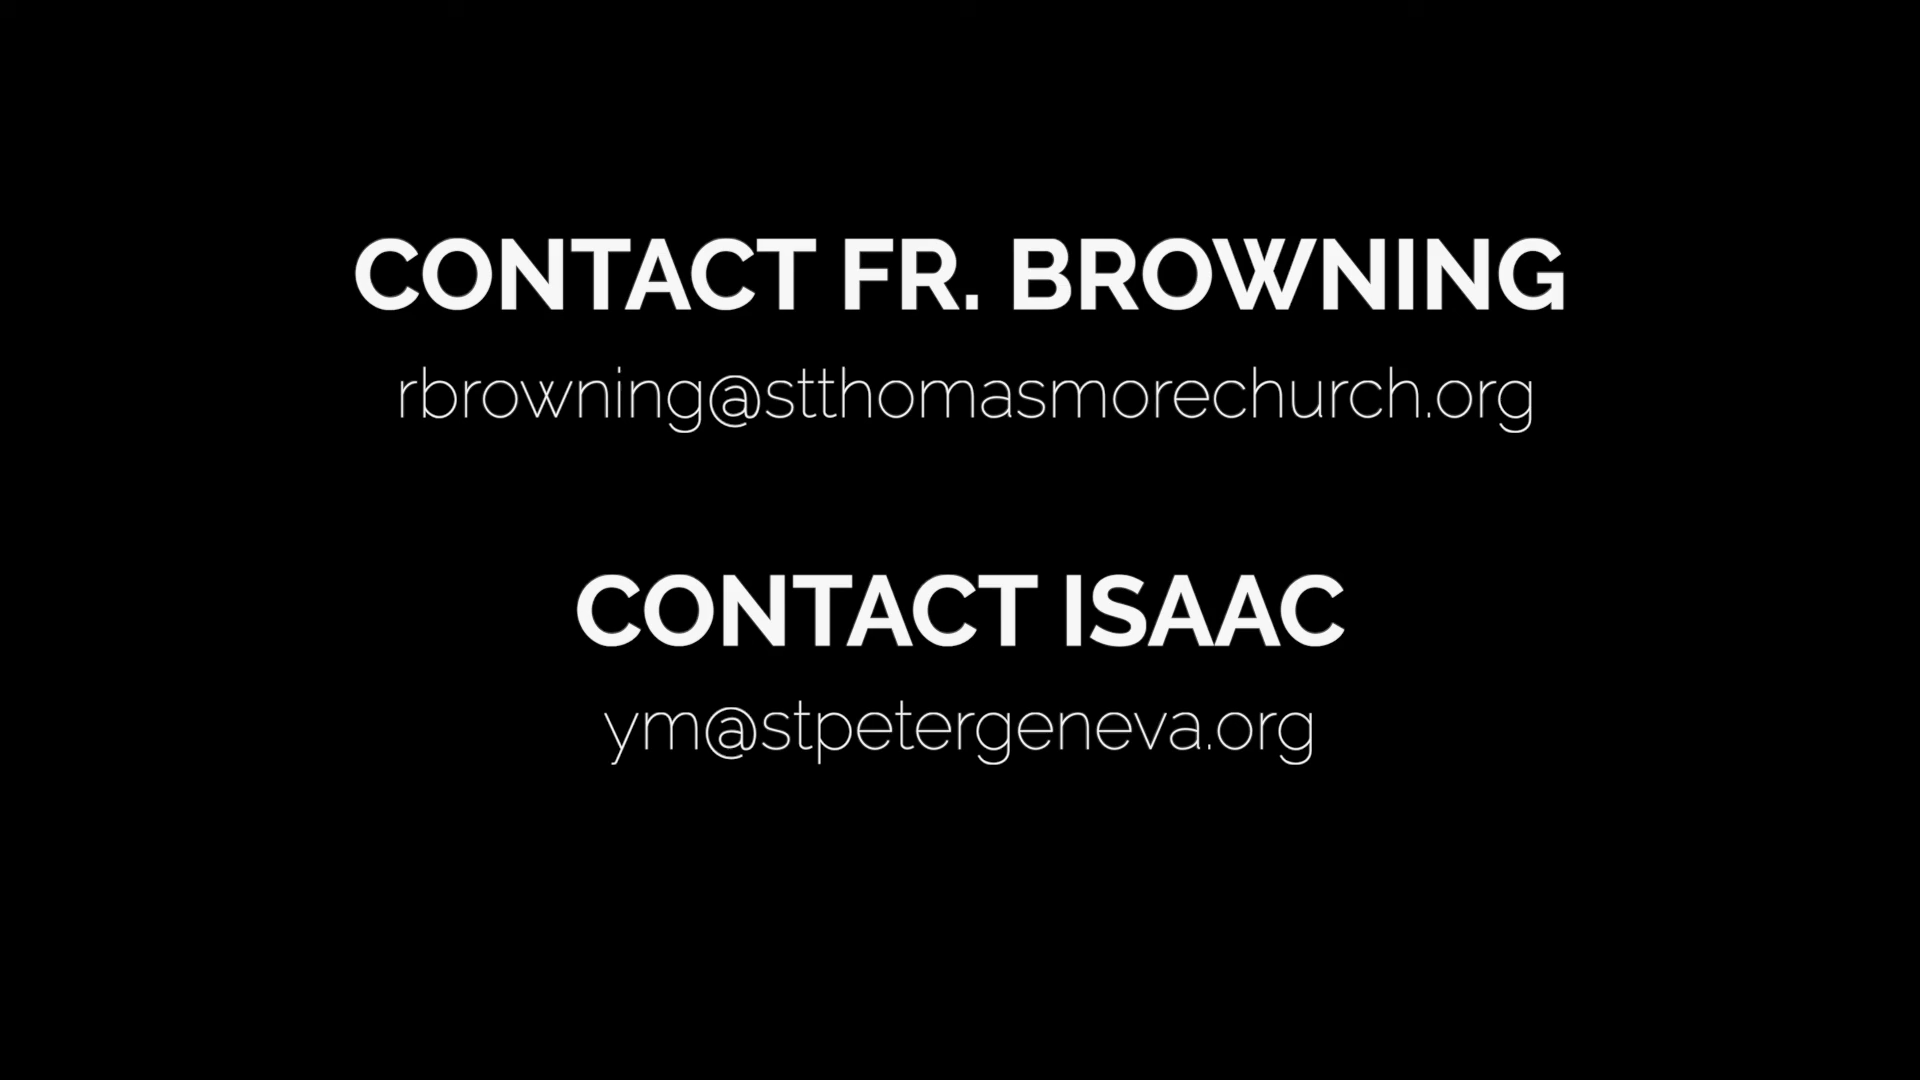 CONTACT FR. BROWNING
rbrowning@stthomasmorechurch.org
CONTACT ISAAC
ym@stpetergeneva.org